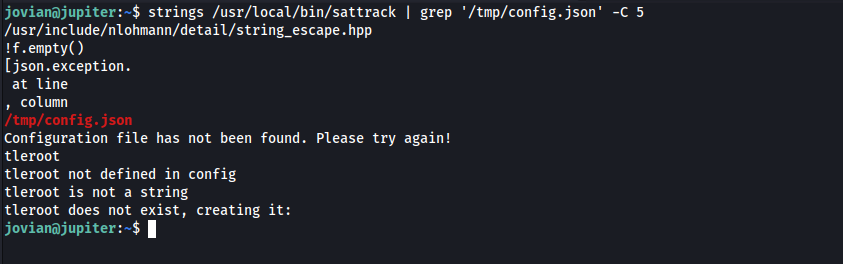 jovian@jupiter:~$ strings /usr/local/bin/sattrack | grep '/tmp/config.json' -C 5
/usr/include/nlohmann/detail/string_escape.hpp
!f.empty()
[json.exception.
 at line
, column
/tmp/config.json
Configuration file has not been found. Please try again!
tleroot
tleroot not defined in config
tleroot is not a string
tleroot does not exist, creating it:
jovian@jupiter:~$